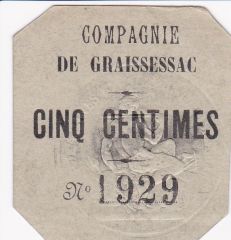 COMPAGNIE
DE GRAISSESSAC
CINQ CENTIMES
Nº 1929